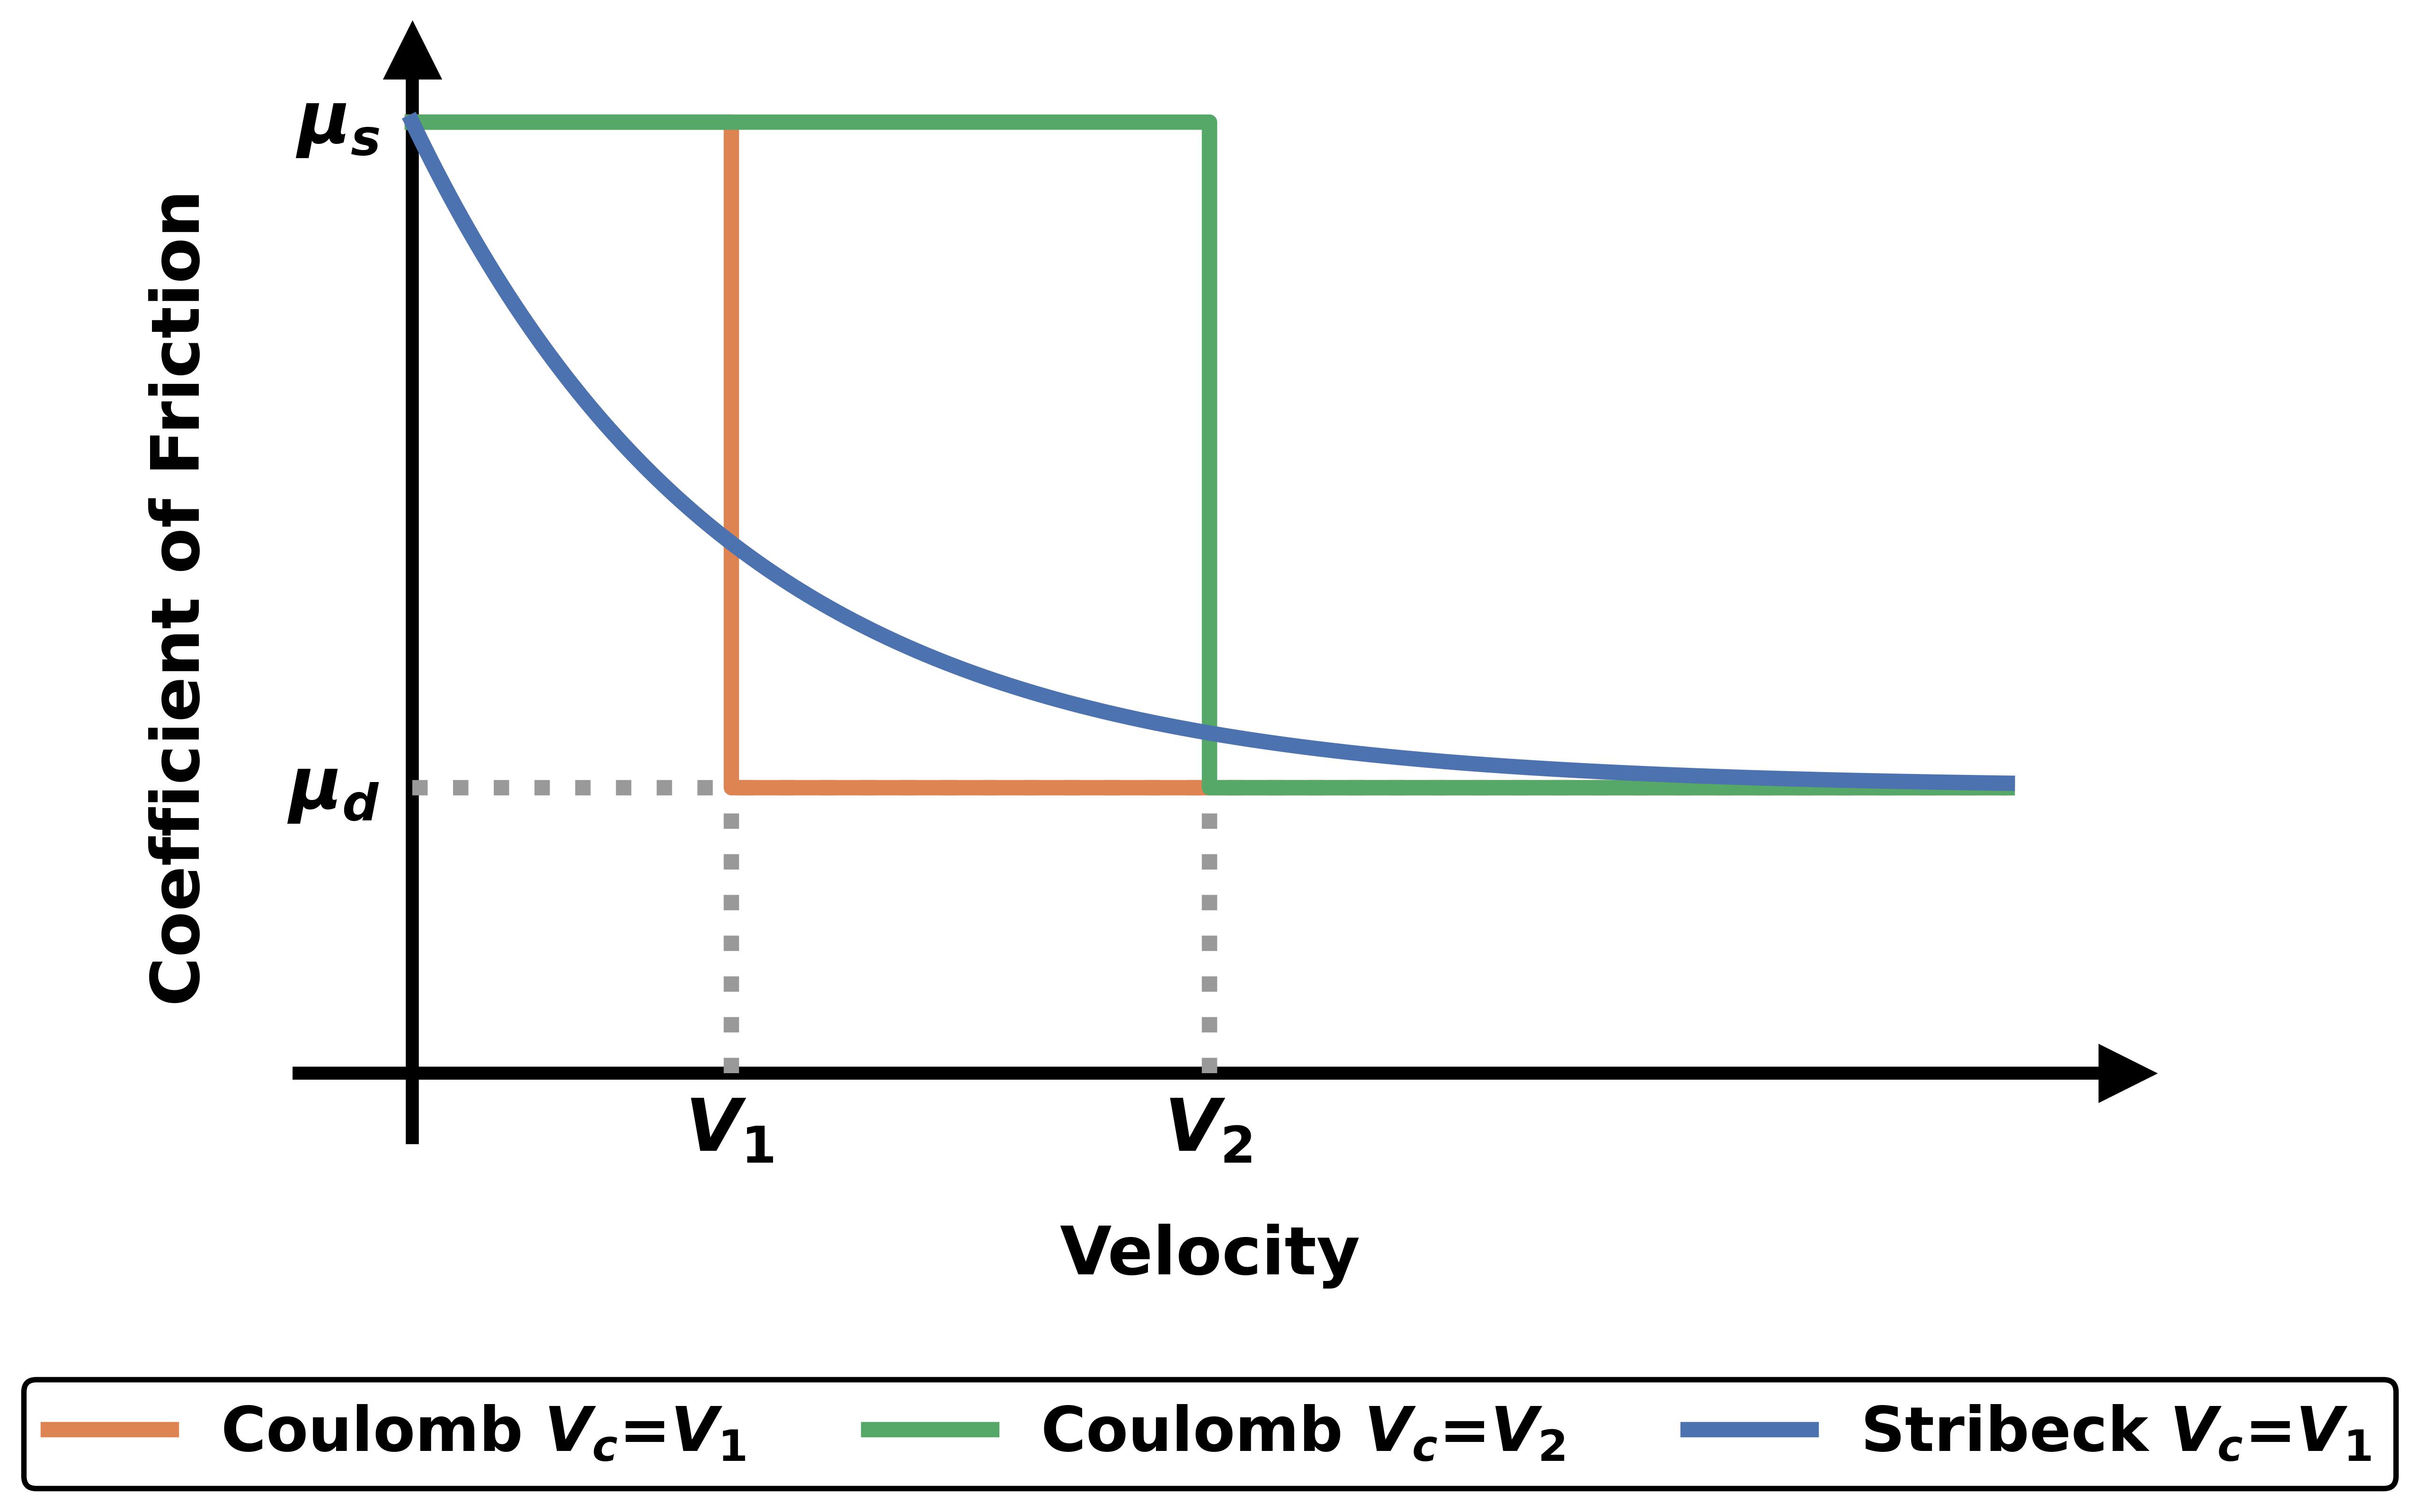 μs
Coefficient of Friction
μd
V1
V2
Velocity
Coulomb Vc=V1
Coulomb Vc=V2
Stribeck Vc=V1